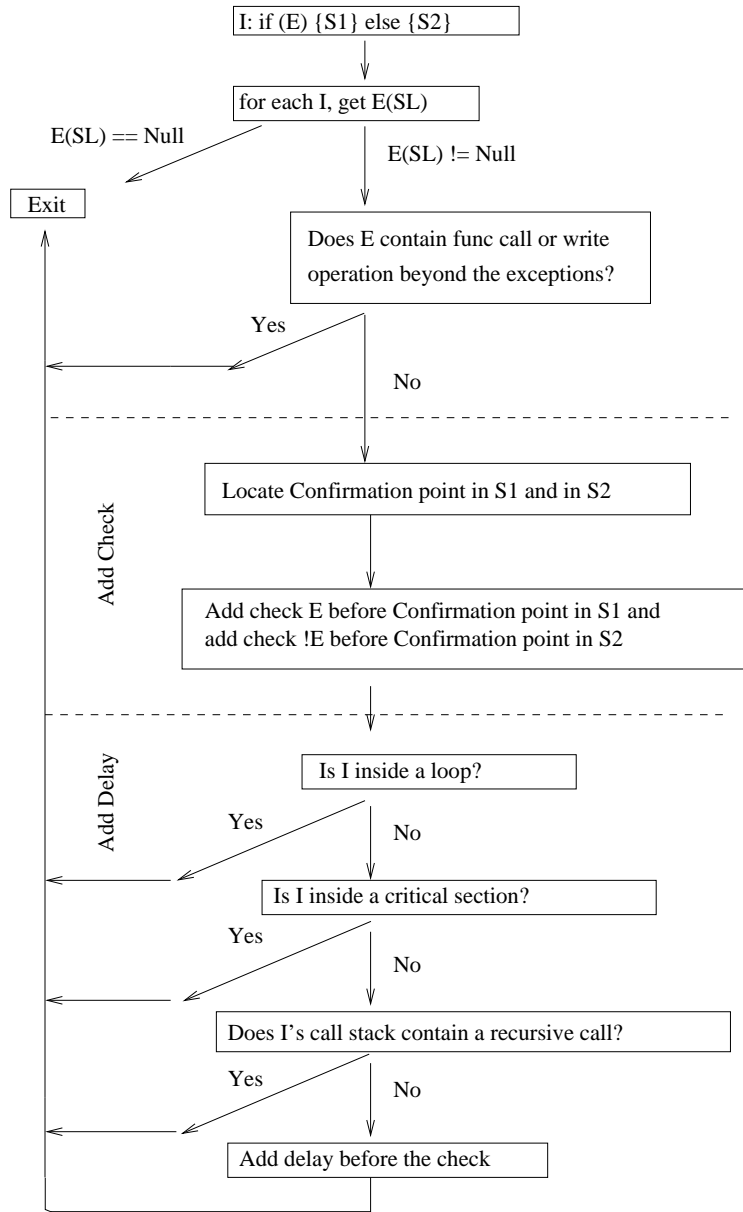 I: if (E) {S1} else {S2}
for each I, get E(SL)
E(SL) == Null
E(SL) != Null
Exit
Does E contain func call or write
operation beyond the exceptions?
Yes
No
Add Check
Locate Confirmation point in S1 and in S2
Add check E before Confirmation point in S1 and
add check !E before Confirmation point in S2
Add Delay
Is I inside a loop?
Yes
No
Is I inside a critical section?
Yes
No
Does I's call stack contain a recursive call?
Yes
No
Add delay before the check